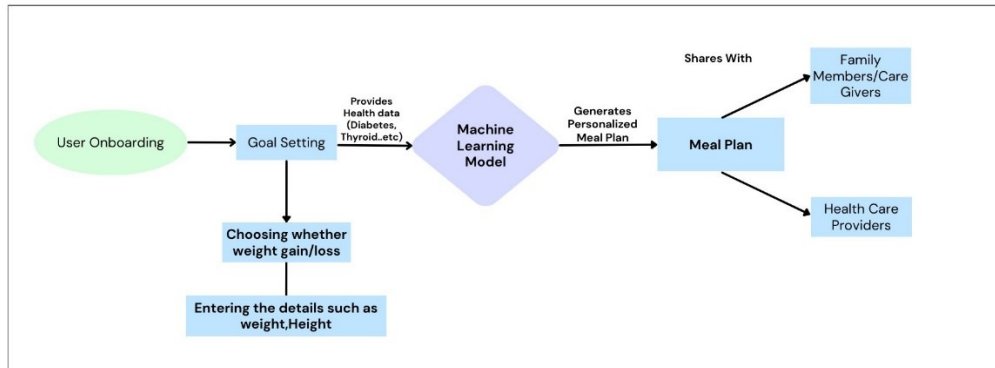 User Onboarding
Goal Setting
Provides
Health data
(Diabetes,
Thyroid..etc)
Machine
Learning
Model
Generates
Personalized
Meal Plan
Meal Plan
Shares With
Family
Members/Care
Givers
Health Care
Providers
Choosing whether
weight gain/loss
Entering the details such as
weight,Height